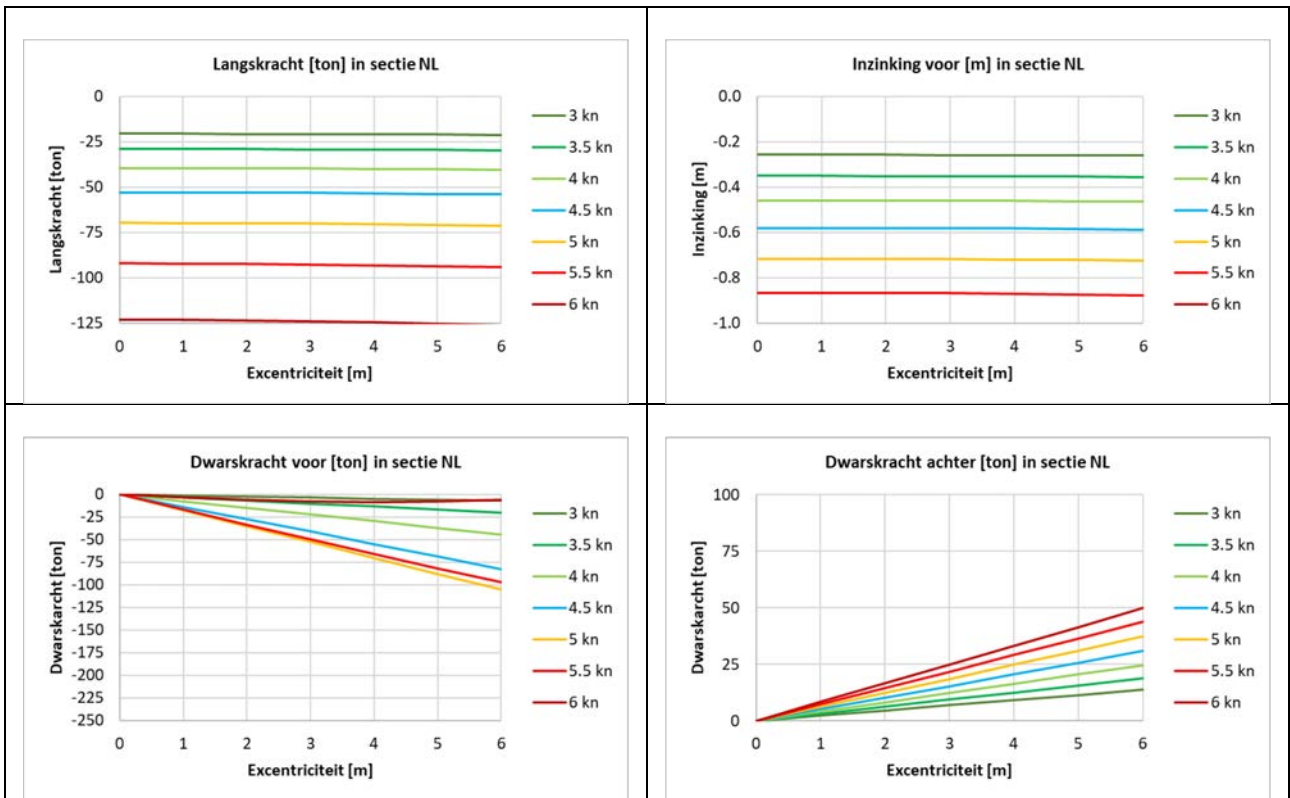 Langskracht [ton] in sectie NL
Langskracht [ton]
0
-25
-50
-75
-100
-125
0 1 2 3 4 5 6
Excentriciteit [m]
3 kn
3.5 kn
4 kn
4.5 kn
5 kn
5.5 kn
6 kn
Inzinking voor [m] in sectie NL
Inzinking [m]
0.0
-0.2
-0.4
-0.6
-0.8
-1.0
0 1 2 3 4 5 6
Excentriciteit [m]
3 kn
3.5 kn
4 kn
4.5 kn
5 kn
5.5 kn
6 kn
Dwarskracht voor [ton] in sectie NL
Dwarskarcht [ton]
0
-25
-50
-75
-100
-125
-150
-175
-200
-225
-250
0 1 2 3 4 5 6
Excentriciteit [m]
3 kn
3.5 kn
4 kn
4.5 kn
5 kn
5.5 kn
6 kn
Dwarskracht achter [ton] in sectie NL
Dwarskarcht [ton]
100
75
50
25
0
0 1 2 3 4 5 6
Excentriciteit [m]
3 kn
3.5 kn
4 kn
4.5 kn
5 kn
5.5 kn
6 kn